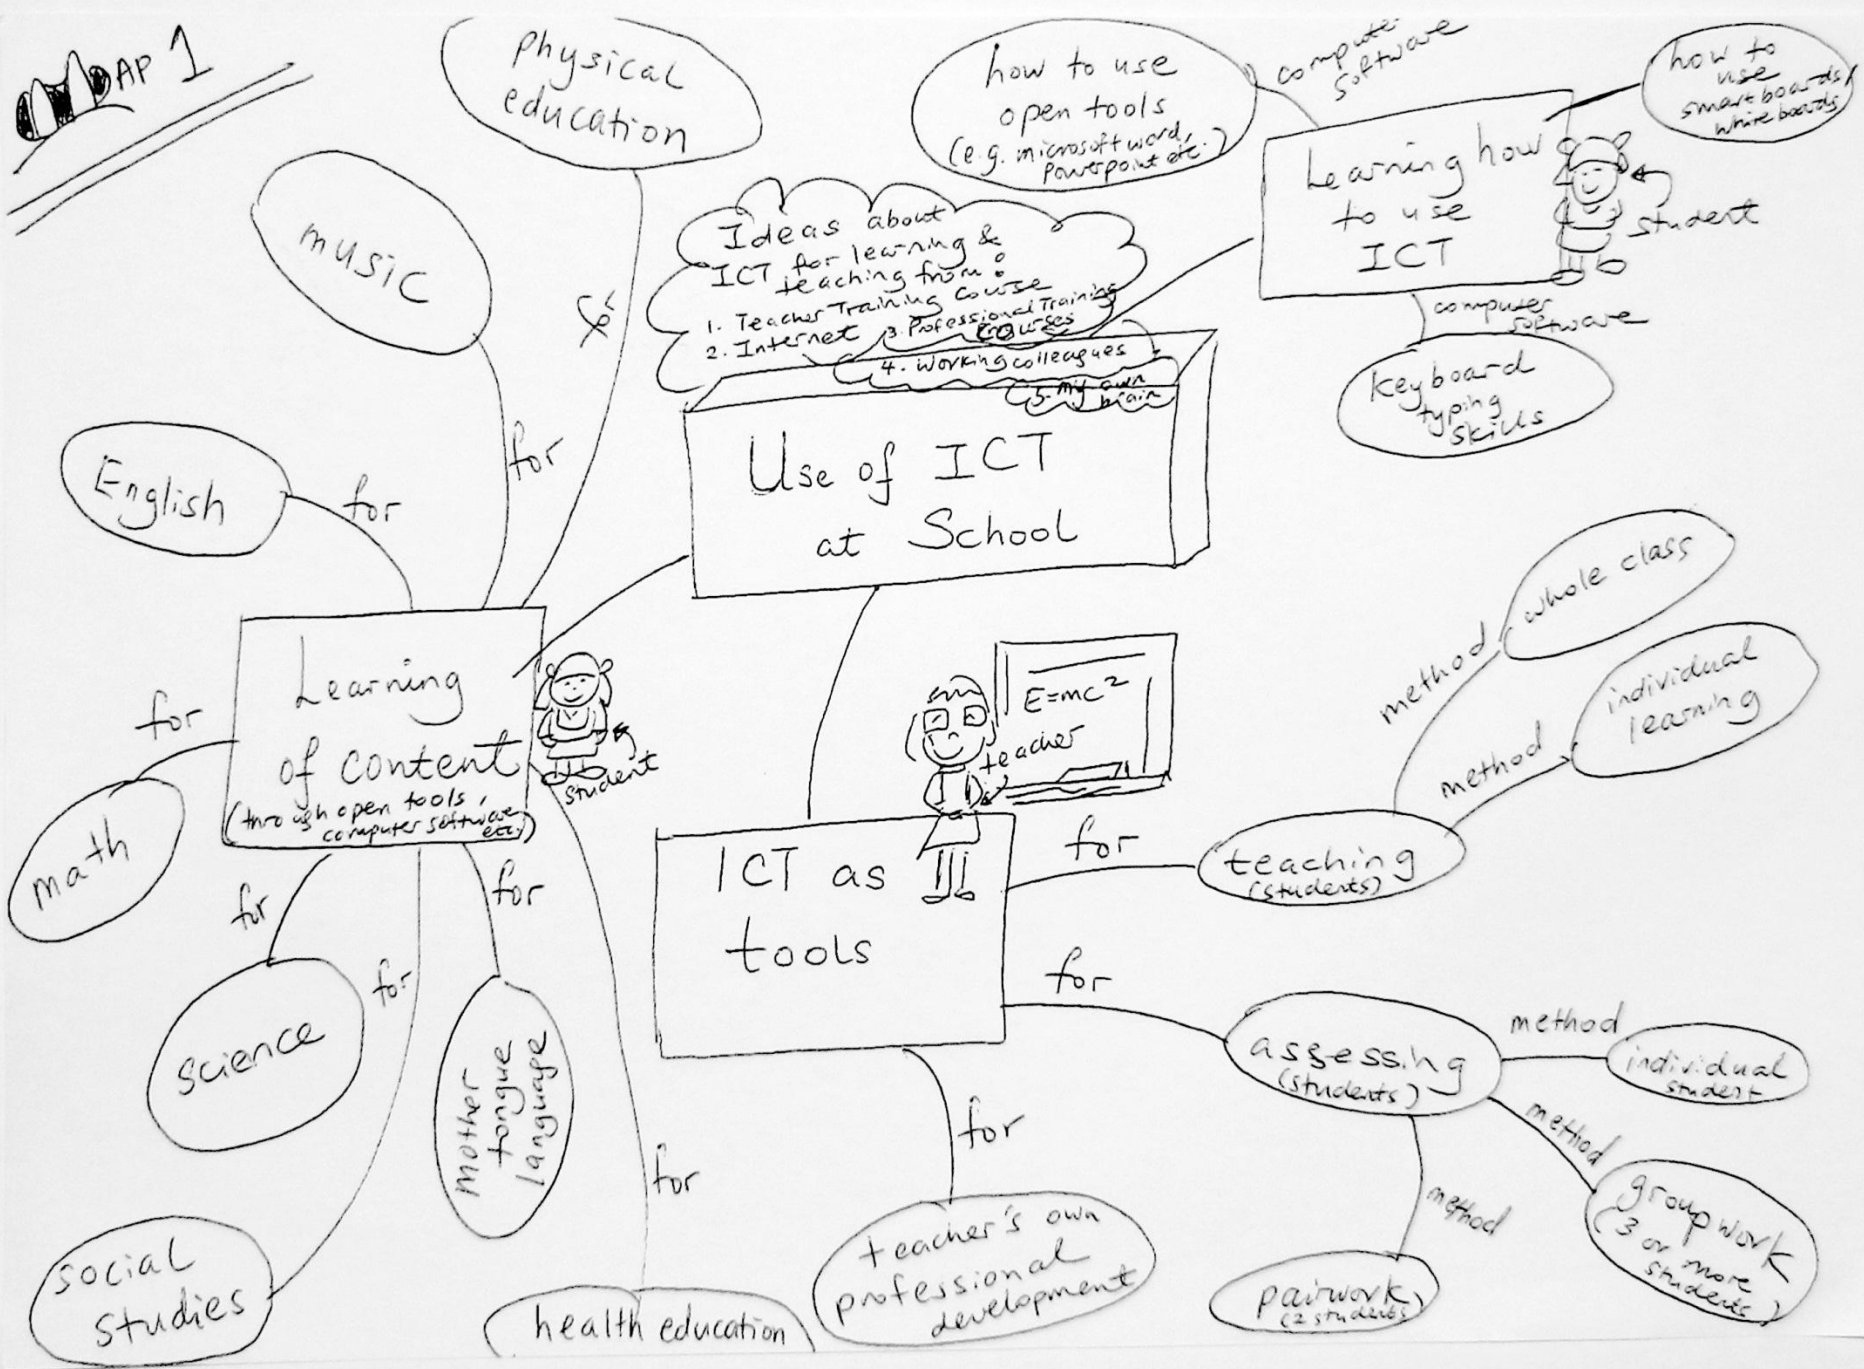 MAP 1
physical
education
how to use
open tools
(e.g. microsoft word,
powerpoint etc.)
computer
software
how to
use
smartboards/
whiteboards
Learning how
to use
ICT
student
computer
software
keyboard
typing
skills
music
for
for
English
for
Ideas about
ICT for learning &
teaching from:
1. Teacher Training Course
2. Internet
3. Professional Training
courses
4. Working colleagues
5. my own
brain
Use of ICT
at School
Learning
of content
(through open tools,
computer software,
etc.)
student
for
math
for
science
for
social
studies
for
mother
tongue
language
for
health education
E=mc²
teacher
ICT as
tools
for
teaching
(students)
method
whole class
method
individual
learning
for
assessing
(students)
method
individual
student
method
group work
(3 or more
students)
method
pairwork
(2 students)
for
teacher's own
professional
development